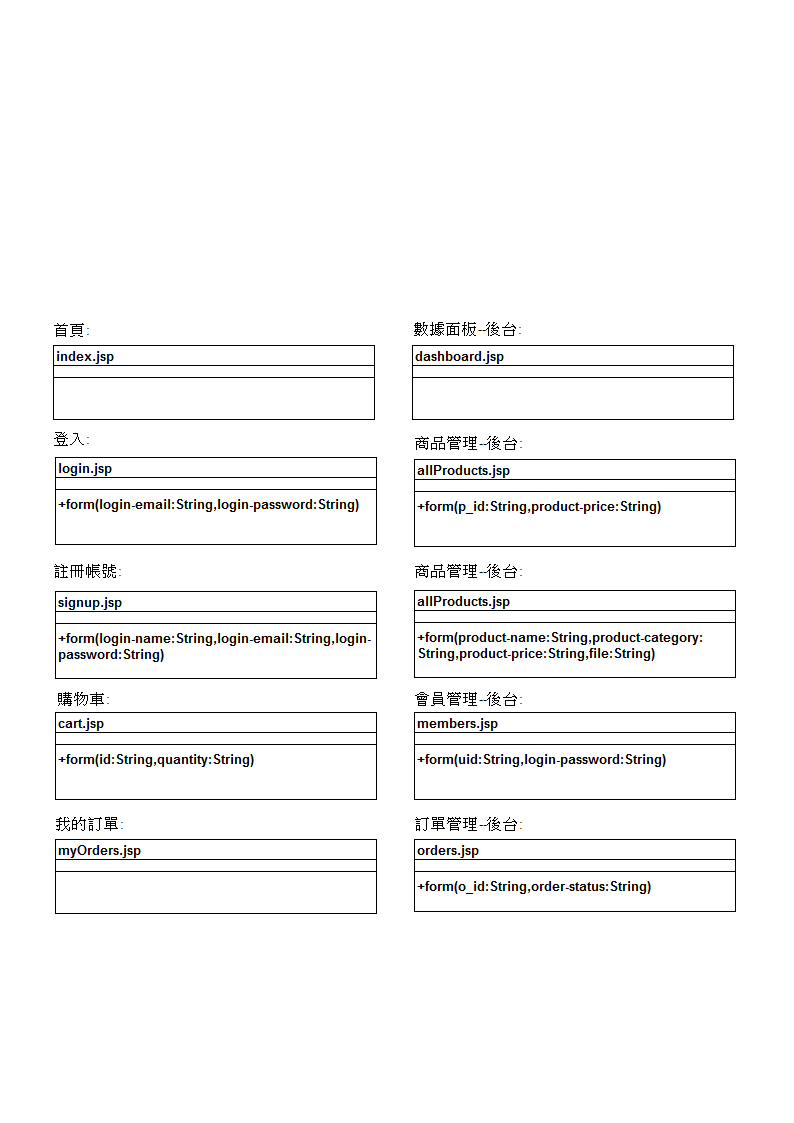 首頁:
index.jsp
登入:
login.jsp
+form(login-email:String,login-password:String)
註冊帳號:
signup.jsp
+form(login-name:String,login-email:String,login-
password:String)
購物車:
cart.jsp
+form(id:String,quantity:String)
我的訂單:
myOrders.jsp
數據面板--後台:
dashboard.jsp
商品管理--後台:
allProducts.jsp
+form(p_id:String,product-price:String)
商品管理--後台:
allProducts.jsp
+form(product-name:String,product-category:
String,product-price:String,file:String)
會員管理--後台:
members.jsp
+form(uid:String,login-password:String)
訂單管理--後台:
orders.jsp
+form(o_id:String,order-status:String)